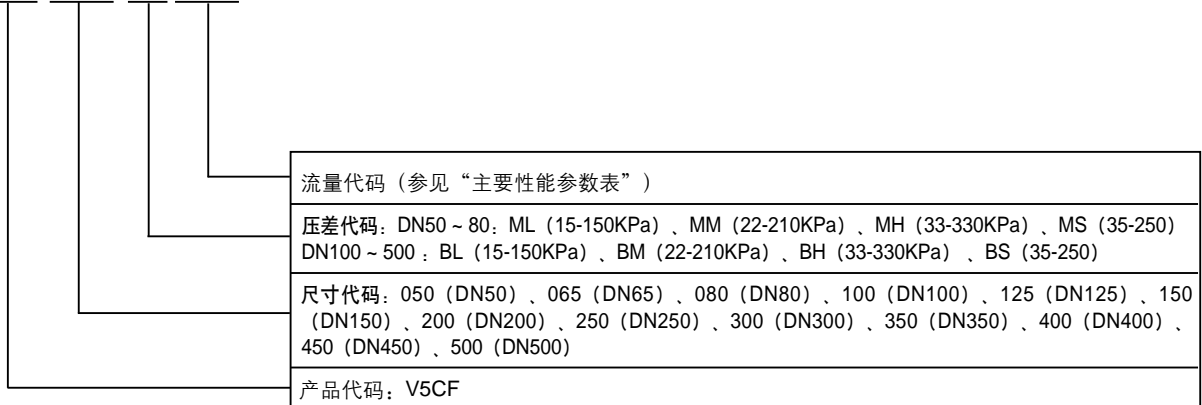 流量代码（参见“主要性能参数表”）
压差代码：DN50 ~ 80：ML（15-150KPa）、MM（22-210KPa）、MH（33-330KPa）、MS（35-250）
DN100 ~ 500 ：BL（15-150KPa）、BM（22-210KPa）、BH（33-330KPa） 、BS（35-250）
尺寸代码：050（DN50）、065（DN65）、080（DN80）、100（DN100）、125（DN125）、150
（DN150）、200（DN200）、250（DN250）、300（DN300）、350（DN350）、400（DN400）、
450（DN450）、500（DN500）
产品代码：V5CF